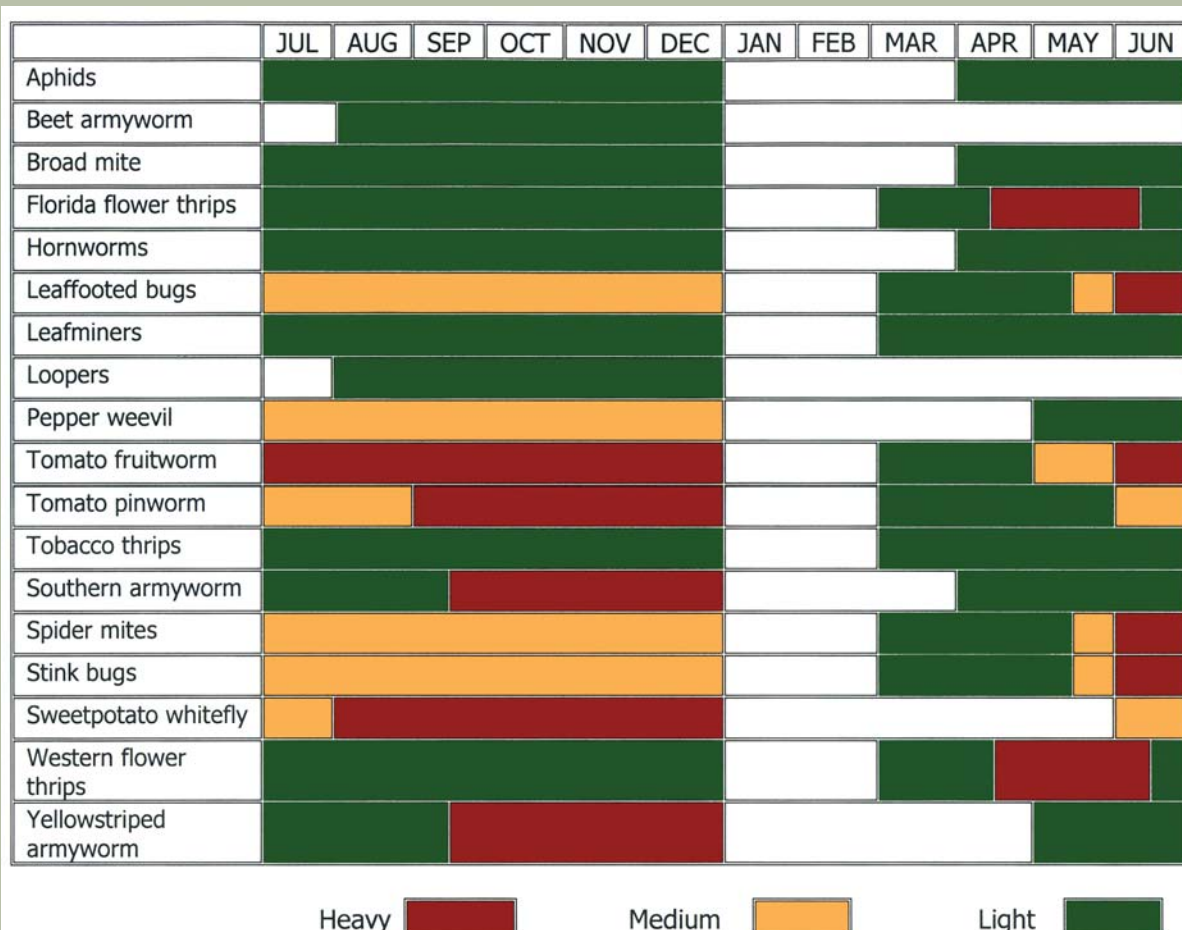 JUL AUG SEP OCT NOV DEC JAN FEB MAR APR MAY JUN
Aphids
Beet armyworm
Broad mite
Florida flower thrips
Hornworms
Leaffooted bugs
Leafminers
Loopers
Pepper weevil
Tomato fruitworm
Tomato pinworm
Tobacco thrips
Southern armyworm
Spider mites
Stink bugs
Sweetpotato whitefly
Western flower
thrips
Yellowstriped
armyworm
Heavy Medium Light